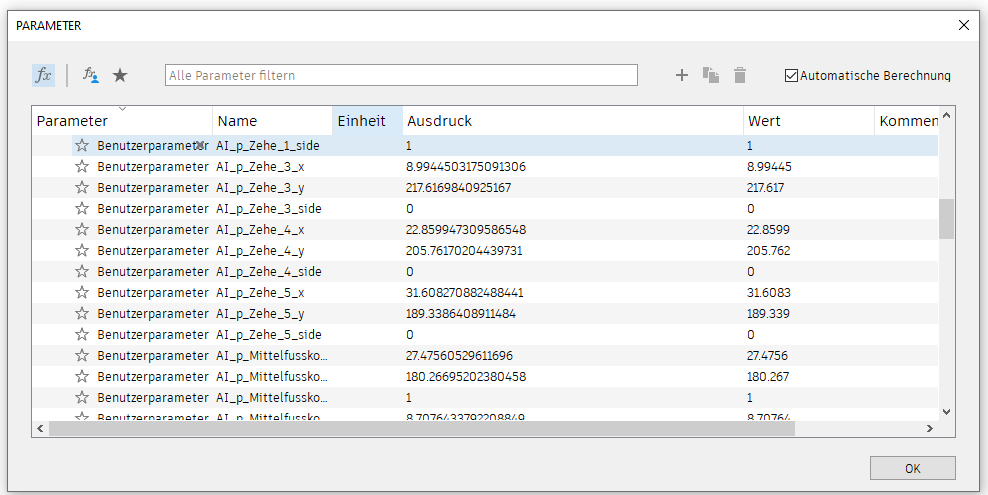 PARAMETER
fx
Alle Parameter filtern
Automatische Berechnung
Parameter Name Einheit Ausdruck Wert Kommen
Benutzerparameter AI_p_Zehe_1_side 1 1
Benutzerparameter AI_p_Zehe_3_x 8.9944503175091306 8.99445
Benutzerparameter AI_p_Zehe_3_y 217.6169840925167 217.617
Benutzerparameter AI_p_Zehe_3_side 0 0
Benutzerparameter AI_p_Zehe_4_x 22.859947309586548 22.8599
Benutzerparameter AI_p_Zehe_4_y 205.76170204439731 205.762
Benutzerparameter AI_p_Zehe_4_side 0 0
Benutzerparameter AI_p_Zehe_5_x 31.608270882488441 31.6083
Benutzerparameter AI_p_Zehe_5_y 189.3386408911484 189.339
Benutzerparameter AI_p_Zehe_5_side 0 0
Benutzerparameter AI_p_Mittelfussko... 27.47560529611696 27.4756
Benutzerparameter AI_p_Mittelfussko... 180.26695202380458 180.267
Benutzerparameter AI_p_Mittelfussko... 1 1
Benutzerparameter AI_p_Mittelfussko... 8.7076433792208849 8.70764
OK